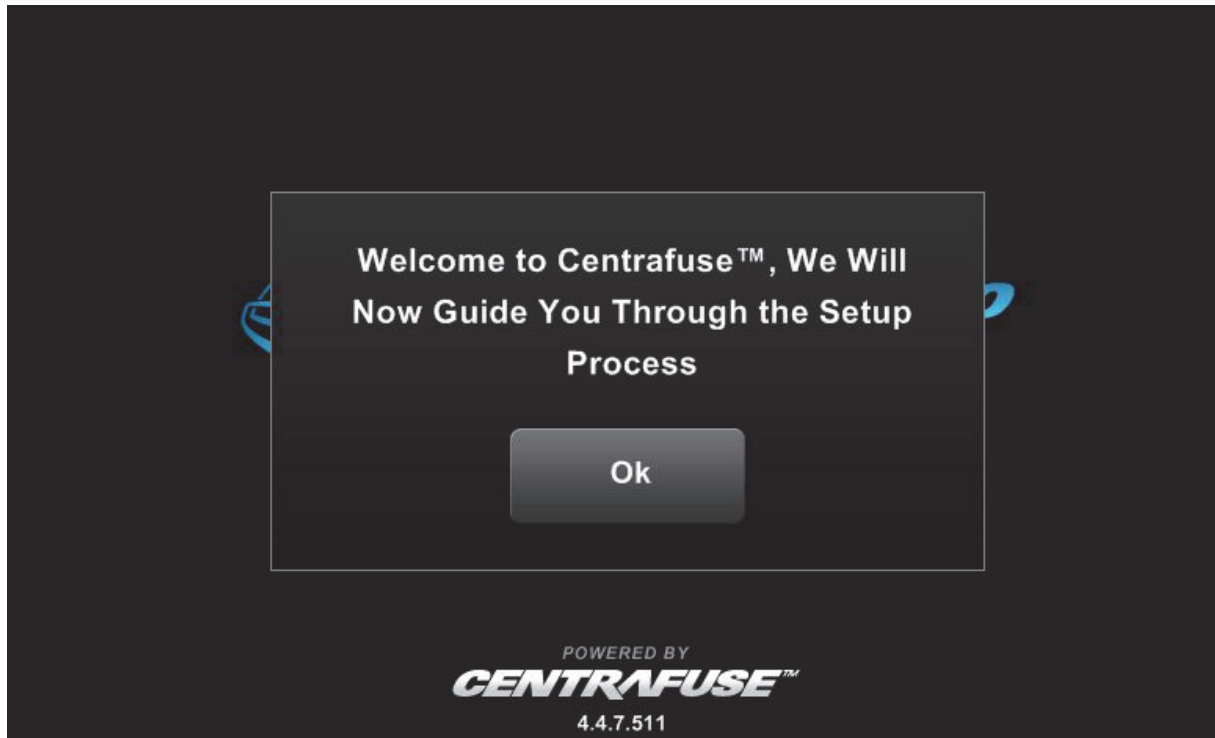 Welcome to Centrafuse™, We Will
Now Guide You Through the Setup
Process
Ok
POWERED BY
CENTRAFUSE™
4.4.7.511